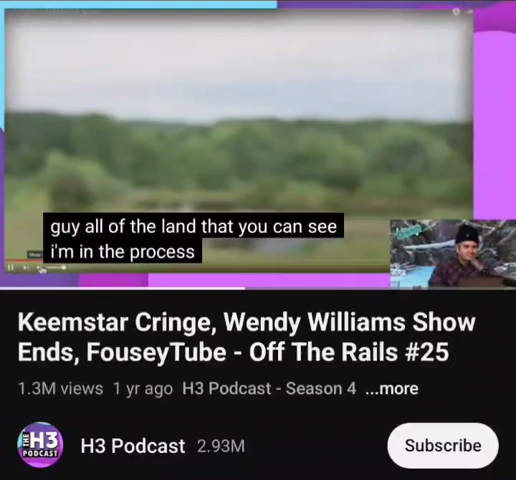 guy all of the land that you can see
i'm in the process
Keemstar Cringe, Wendy Williams Show
Ends, FouseyTube - Off The Rails #25
1.3M views 1 yr ago H3 Podcast - Season 4 ...more
THE H3 PODCAST
H3 Podcast 2.93M
Subscribe